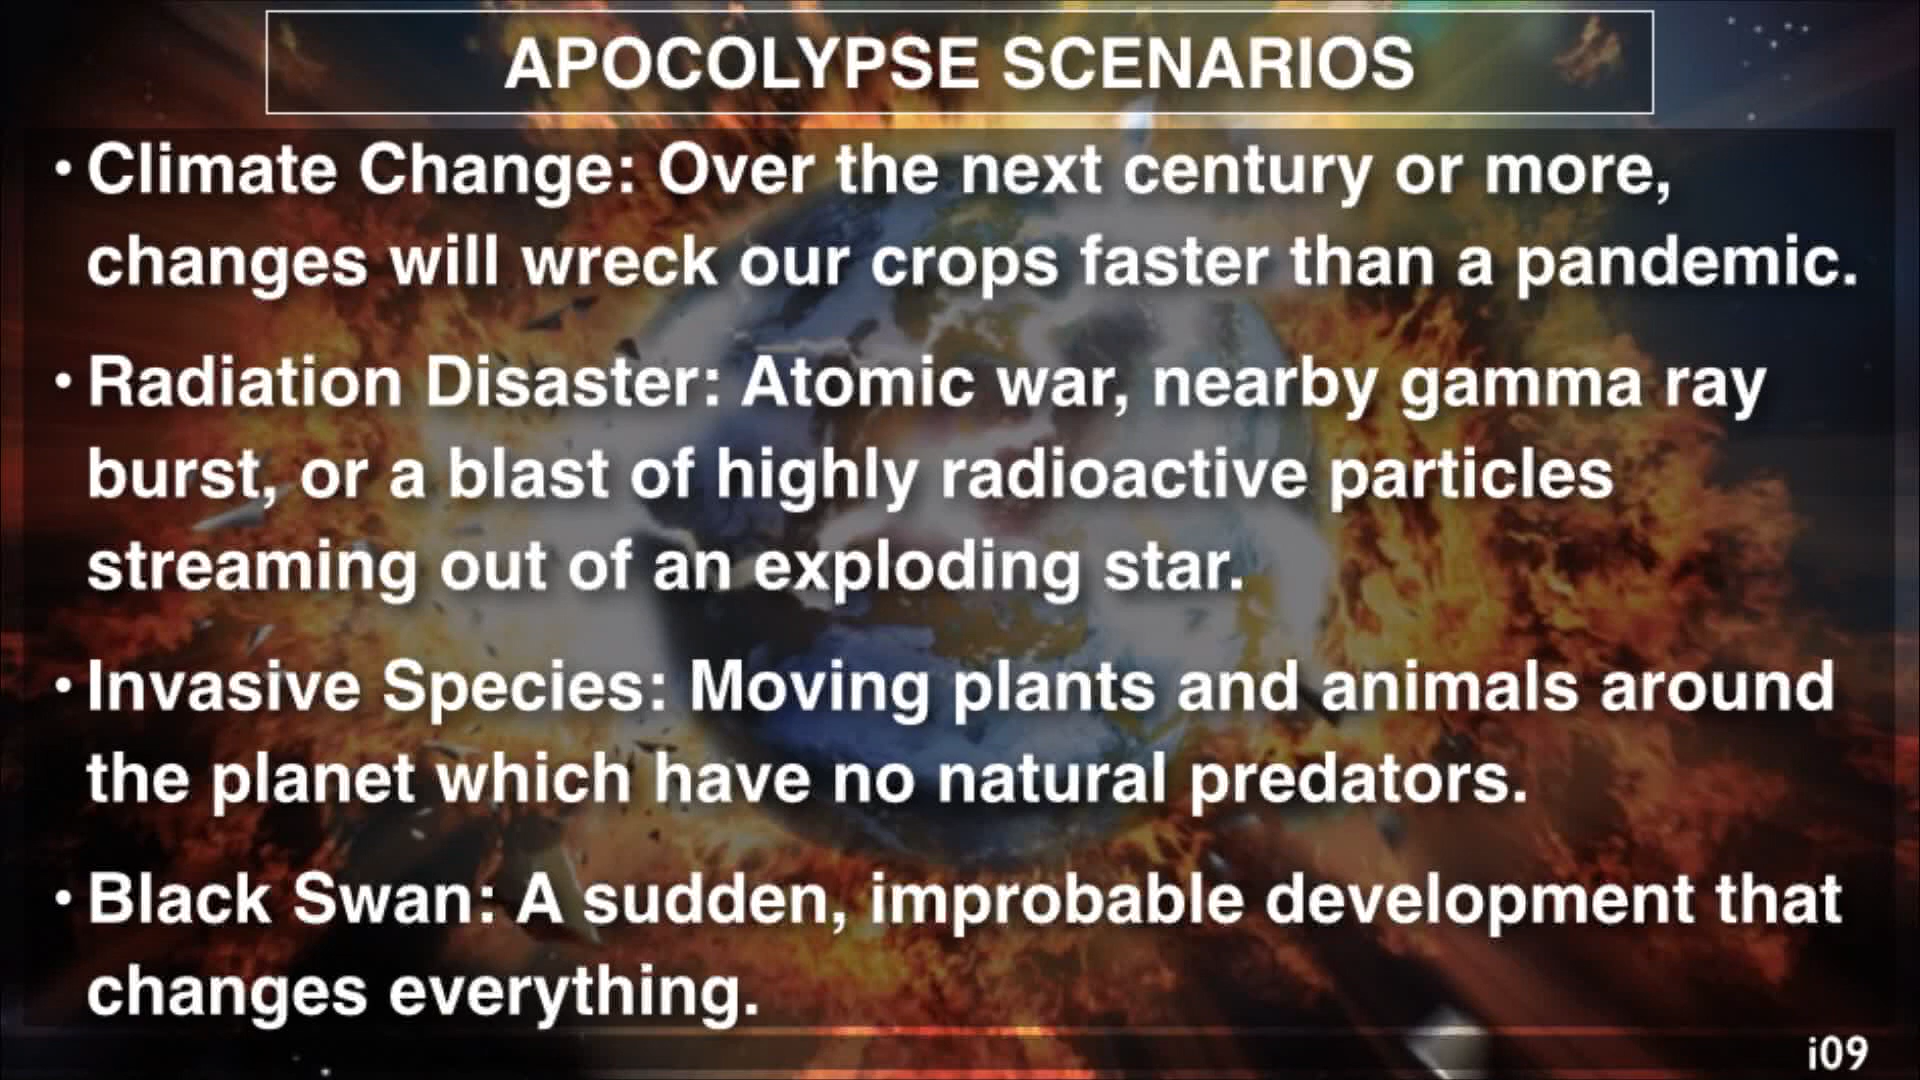 APOCOLYPSE SCENARIOS
• Climate Change: Over the next century or more,
changes will wreck our crops faster than a pandemic.
• Radiation Disaster: Atomic war, nearby gamma ray
burst, or a blast of highly radioactive particles
streaming out of an exploding star.
• Invasive Species: Moving plants and animals around
the planet which have no natural predators.
• Black Swan: A sudden, improbable development that
changes everything.
i09